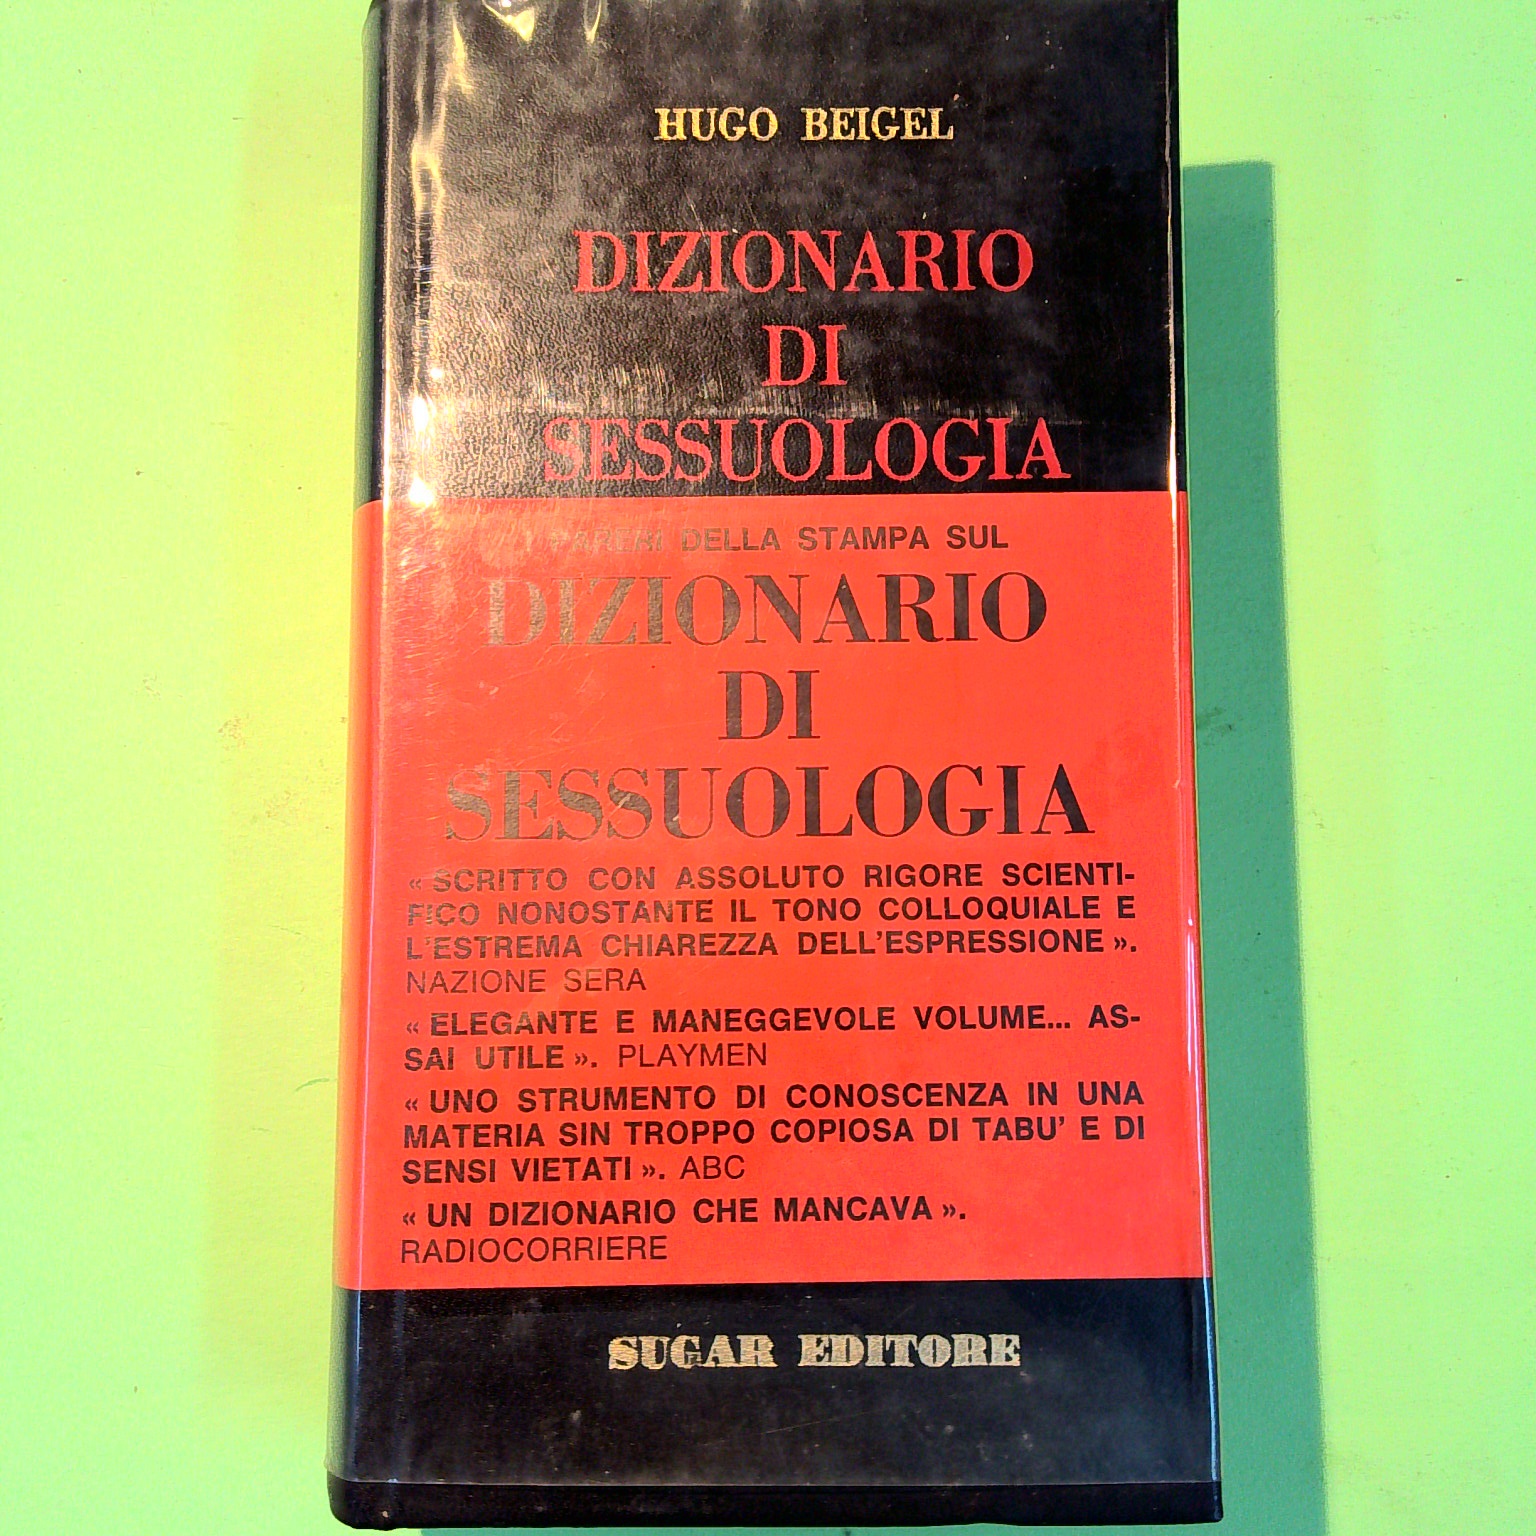 HUGO BEIGEL
DIZIONARIO
DI
SESSUOLOGIA
I PARERI DELLA STAMPA SUL
DIZIONARIO
DI
SESSUOLOGIA
« SCRITTO CON ASSOLUTO RIGORE SCIENTI-
FICO NONOSTANTE IL TONO COLLOQUIALE E
L'ESTREMA CHIAREZZA DELL'ESPRESSIONE ».
NAZIONE SERA
« ELEGANTE E MANEGGEVOLE VOLUME... AS-
SAI UTILE ». PLAYMEN
« UNO STRUMENTO DI CONOSCENZA IN UNA
MATERIA SIN TROPPO COPIOSA DI TABU' E DI
SENSI VIETATI ». ABC
« UN DIZIONARIO CHE MANCAVA ».
RADIOCORRIERE
SUGAR EDITORE